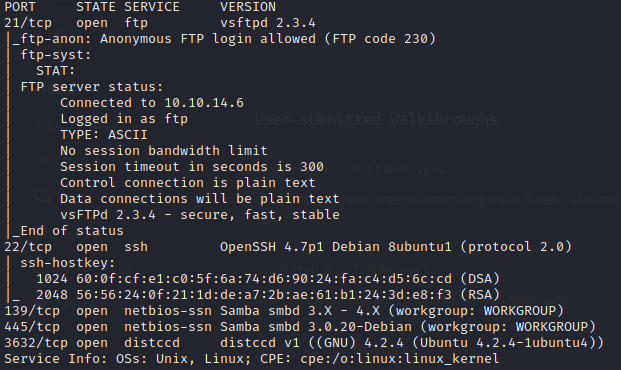 PORT     STATE SERVICE     VERSION
21/tcp   open  ftp         vsftpd 2.3.4
|_ftp-anon: Anonymous FTP login allowed (FTP code 230)
| ftp-syst:
|   STAT:
| FTP server status:
|      Connected to 10.10.14.6
|      Logged in as ftp
|      TYPE: ASCII
|      No session bandwidth limit
|      Session timeout in seconds is 300
|      Control connection is plain text
|      Data connections will be plain text
|      vsFTPd 2.3.4 - secure, fast, stable
|_End of status
22/tcp   open  ssh         OpenSSH 4.7p1 Debian 8ubuntu1 (protocol 2.0)
| ssh-hostkey:
|   1024 60:0f:cf:e1:c0:5f:6a:74:d6:90:24:fa:c4:d5:6c:cd (DSA)
|_  2048 56:56:24:0f:21:1d:de:a7:2b:ae:61:b1:24:3d:e8:f3 (RSA)
139/tcp  open  netbios-ssn Samba smbd 3.X - 4.X (workgroup: WORKGROUP)
445/tcp  open  netbios-ssn Samba smbd 3.0.20-Debian (workgroup: WORKGROUP)
3632/tcp open  distccd     distccd v1 ((GNU) 4.2.4 (Ubuntu 4.2.4-1ubuntu4))
Service Info: OSs: Unix, Linux; CPE: cpe:/o:linux:linux_kernel
User-submitted Walkthroughs